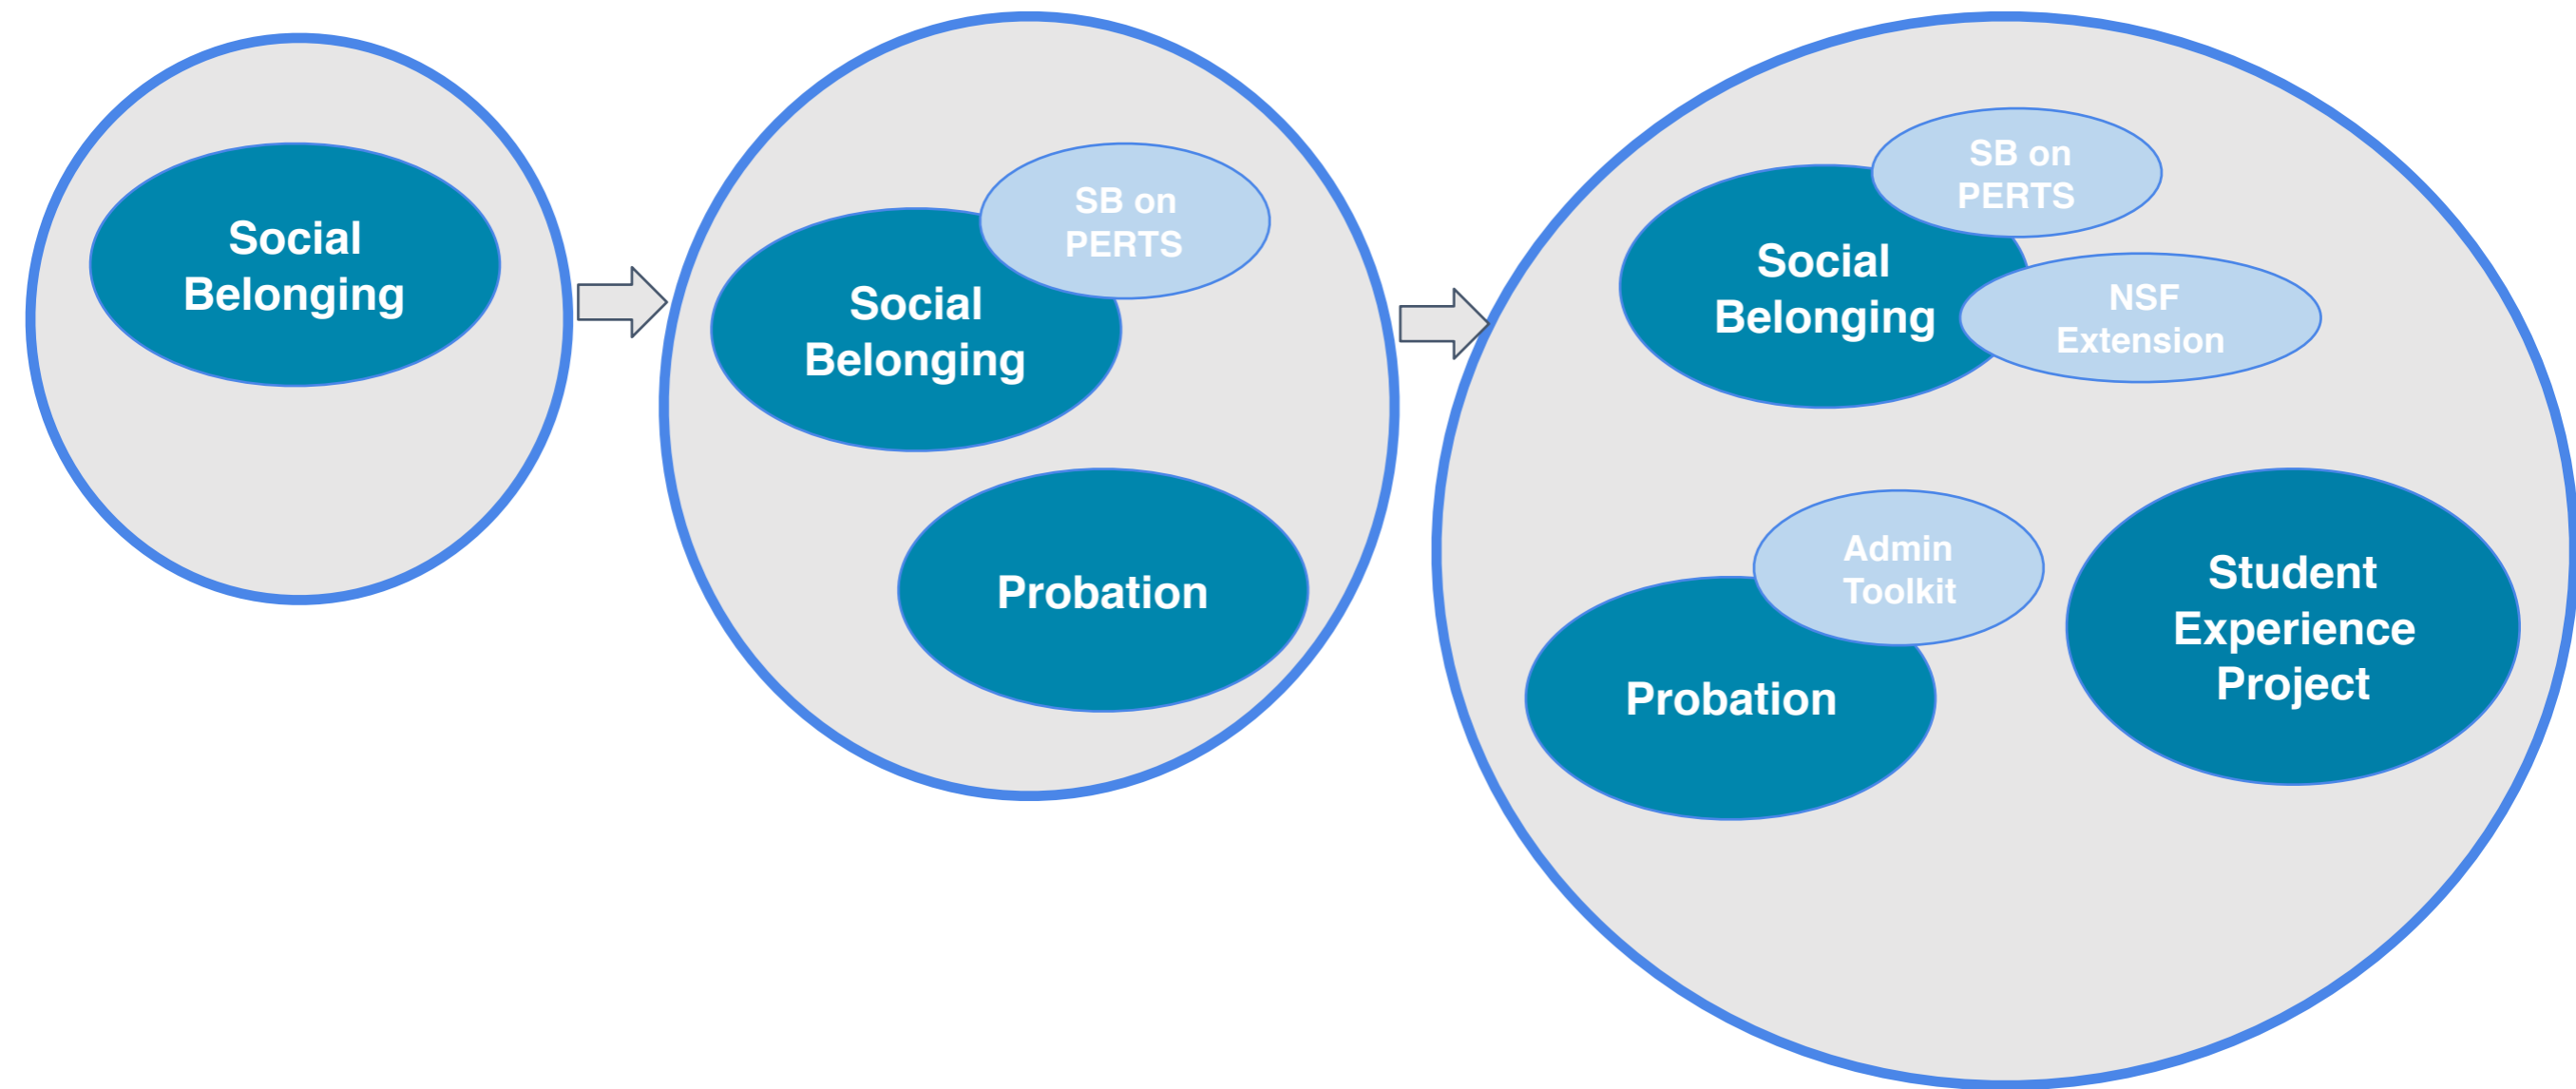 Social
Belonging
SB on
PERTS
Social
Belonging
Probation
SB on
PERTS
Social
Belonging
NSF
Extension
Admin
Toolkit
Probation
Student
Experience
Project